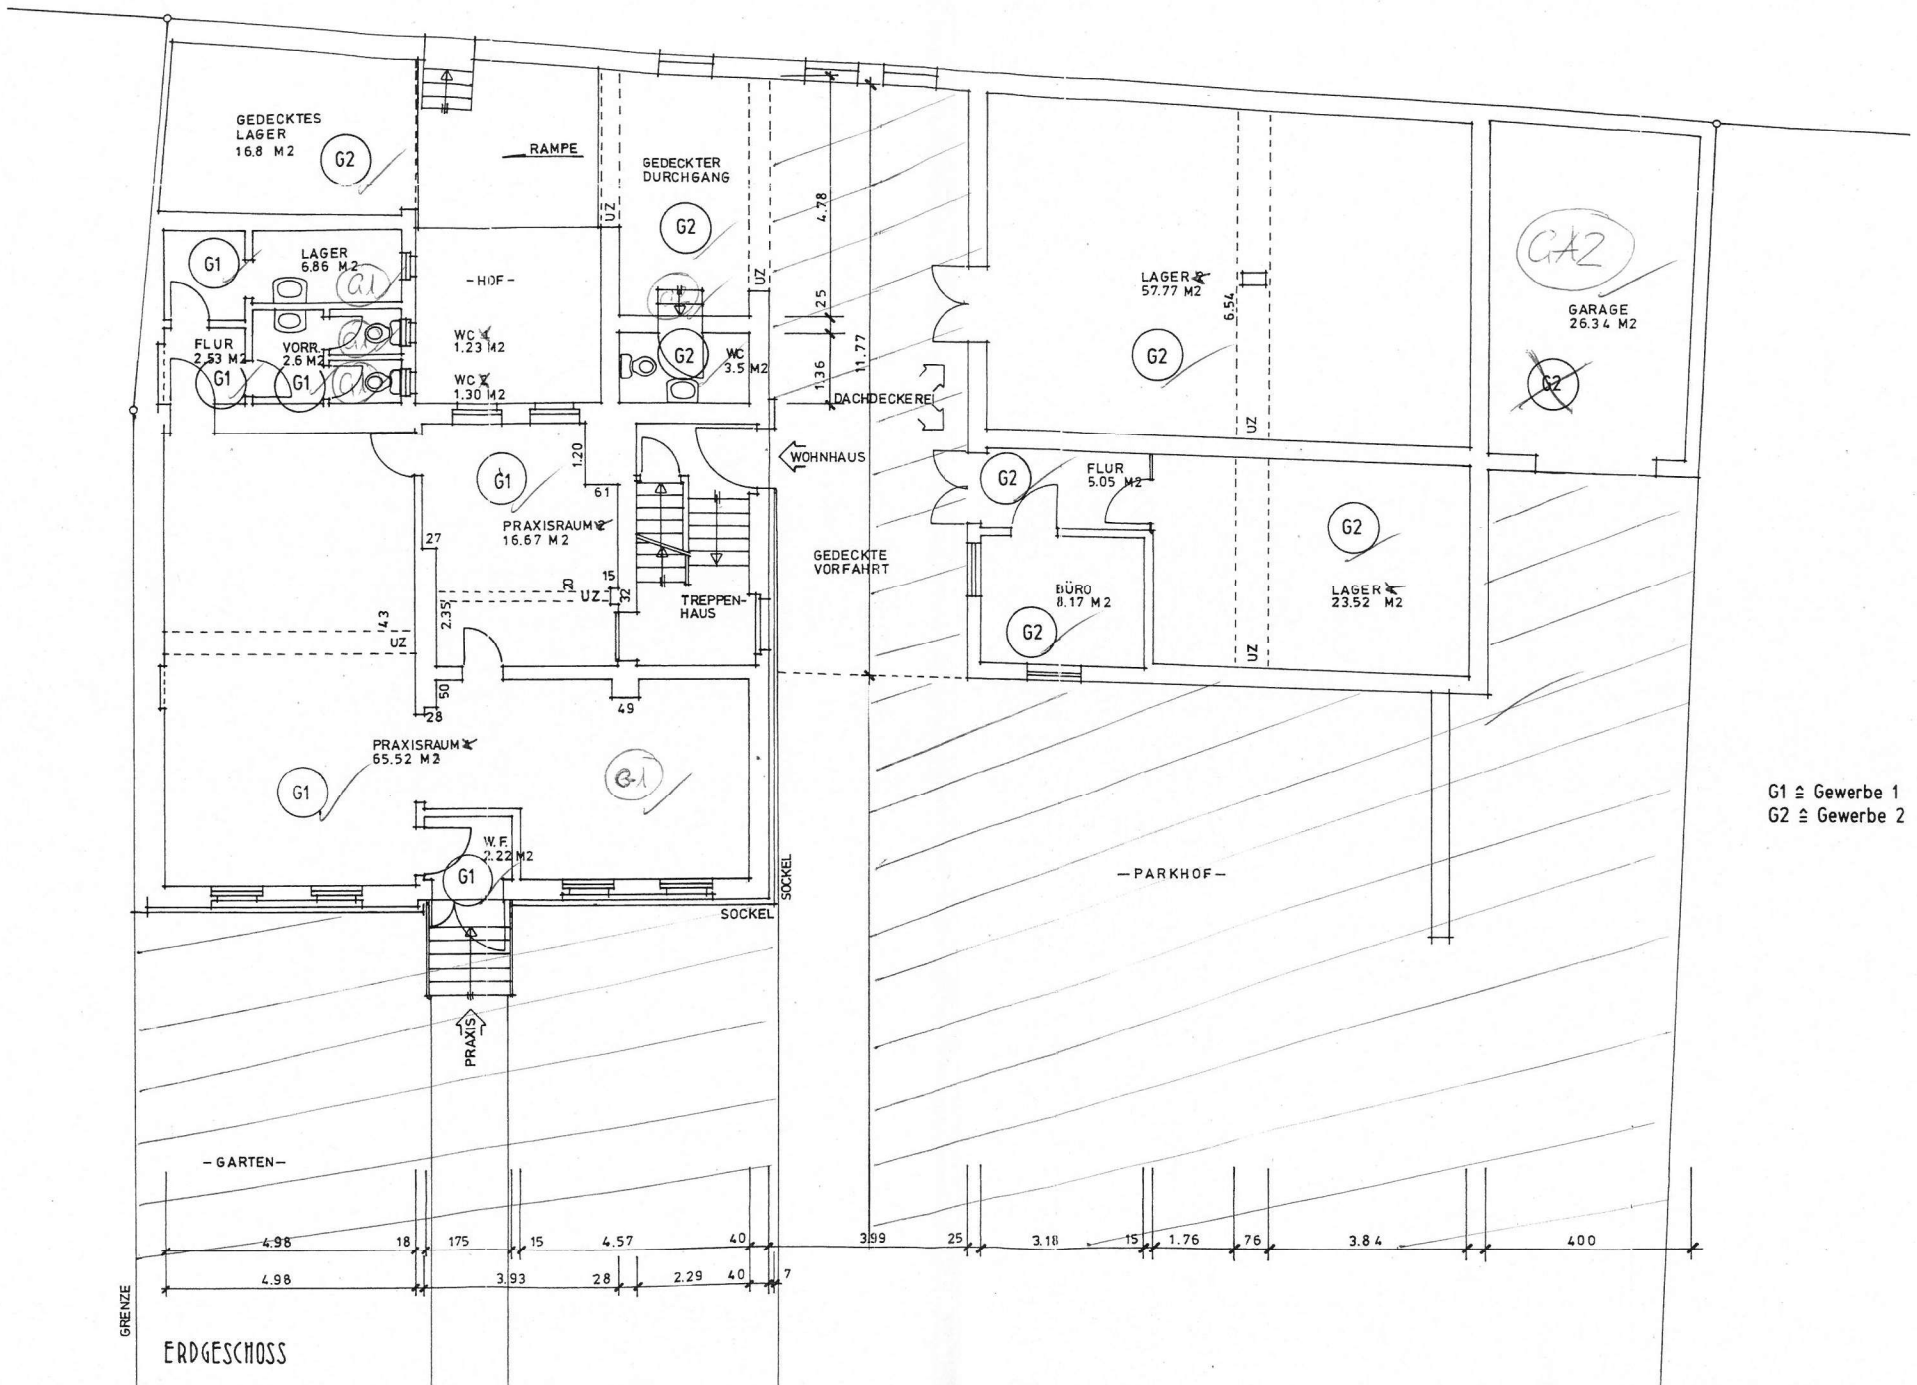 GEDECKTES
LAGER
16.8 M2
G2
RAMPE
UZ
GEDECKTER
DURCHGANG
G2
UZ
4.78
25
1.36
11.77
G1
LAGER
6.86 M2
G1
-HOF-
FLUR
2.53 M2
G1
VORR.
2.6 M2
G1
G1
G1
WC
1.23 M2
WC
1.30 M2
G2
WC
3.5 M2
DACHDECKEREI
WOHNHAUS
LAGER
57.77 M2
6.54
G2
UZ
GA2
GARAGE
26.34 M2
G2
G1
1.20
61
PRAXISRAUM
16.67 M2
27
20
15
UZ
32
2.35
43
UZ
TREPPEN-
HAUS
GEDECKTE
VORFAHRT
G2
FLUR
5.05 M2
BÜRO
8.17 M2
G2
G2
LAGER
23.52 M2
UZ
50
28
49
PRAXISRAUM
65.52 M2
G1
G1
W.F.
2.22 M2
G1
SOCKEL
SOCKEL
PRAXIS
-PARKHOF-
G1 ≙ Gewerbe 1
G2 ≙ Gewerbe 2
-GARTEN-
4.98 18 175 15 4.57 40 3.99 25 3.18 15 1.76 76 3.84 400
4.98 3.93 28 2.29 40 7
GRENZE
ERDGESCHOSS